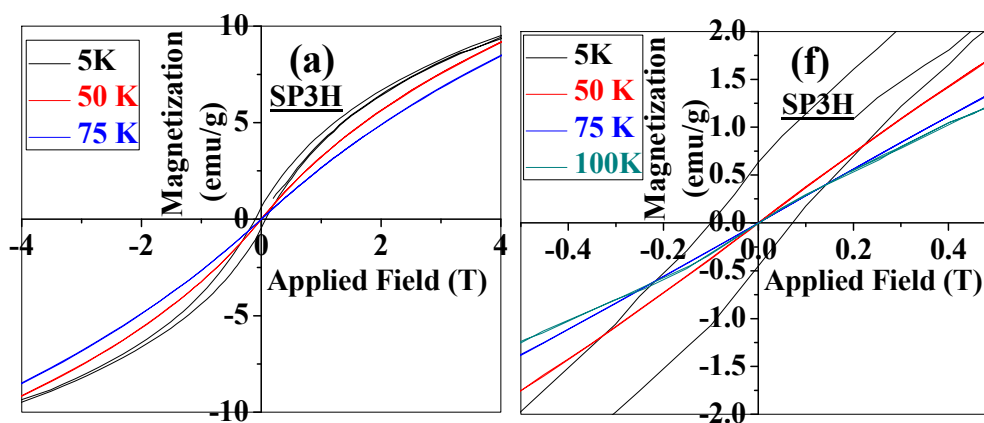 10
5K
50 K
75 K
Magnetization
(emu/g)
(a)
SP3H
5
0
-4
-2
0
2
4
Applied Field (T)
-5
-10
2.0
5K
50 K
75 K
100K
Magnetization
(emu/g)
(f)
SP3H
1.5
1.0
0.5
0.0
-0.4
-0.2
0.0
0.2
0.4
Applied Field (T)
-0.5
-1.0
-1.5
-2.0